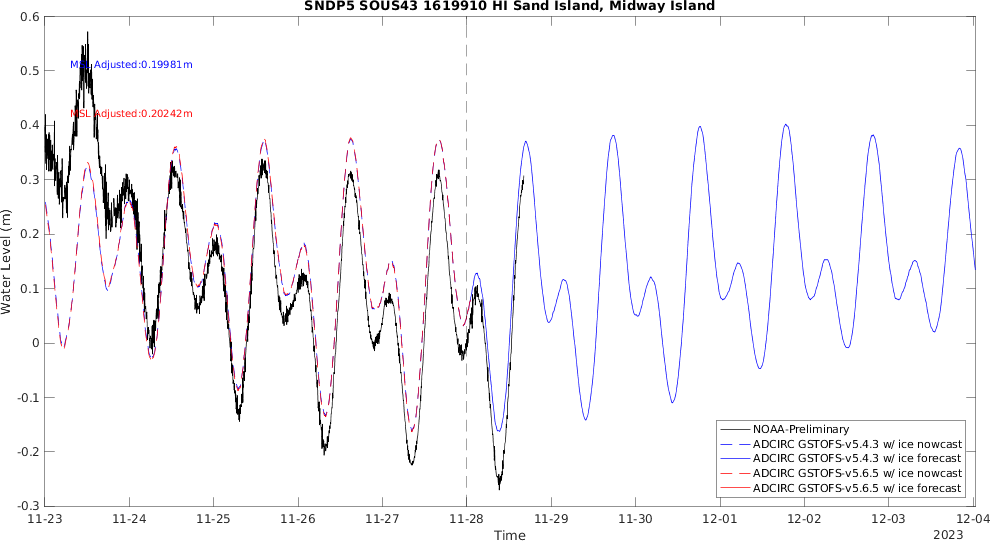 SNDP5 SOUS43 1619910 HI Sand Island, Midway Island
0.6
0.5
0.4
0.3
0.2
0.1
0
-0.1
-0.2
-0.3
Water Level (m)
MSL Adjusted:0.19981m
MSL Adjusted:0.20242m
NOAA-Preliminary
ADCIRC GSTOFS-v5.4.3 w/ ice nowcast
ADCIRC GSTOFS-v5.4.3 w/ ice forecast
ADCIRC GSTOFS-v5.6.5 w/ ice nowcast
ADCIRC GSTOFS-v5.6.5 w/ ice forecast
11-23 11-24 11-25 11-26 11-27 11-28 11-29 11-30 12-01 12-02 12-03 12-04
Time
2023